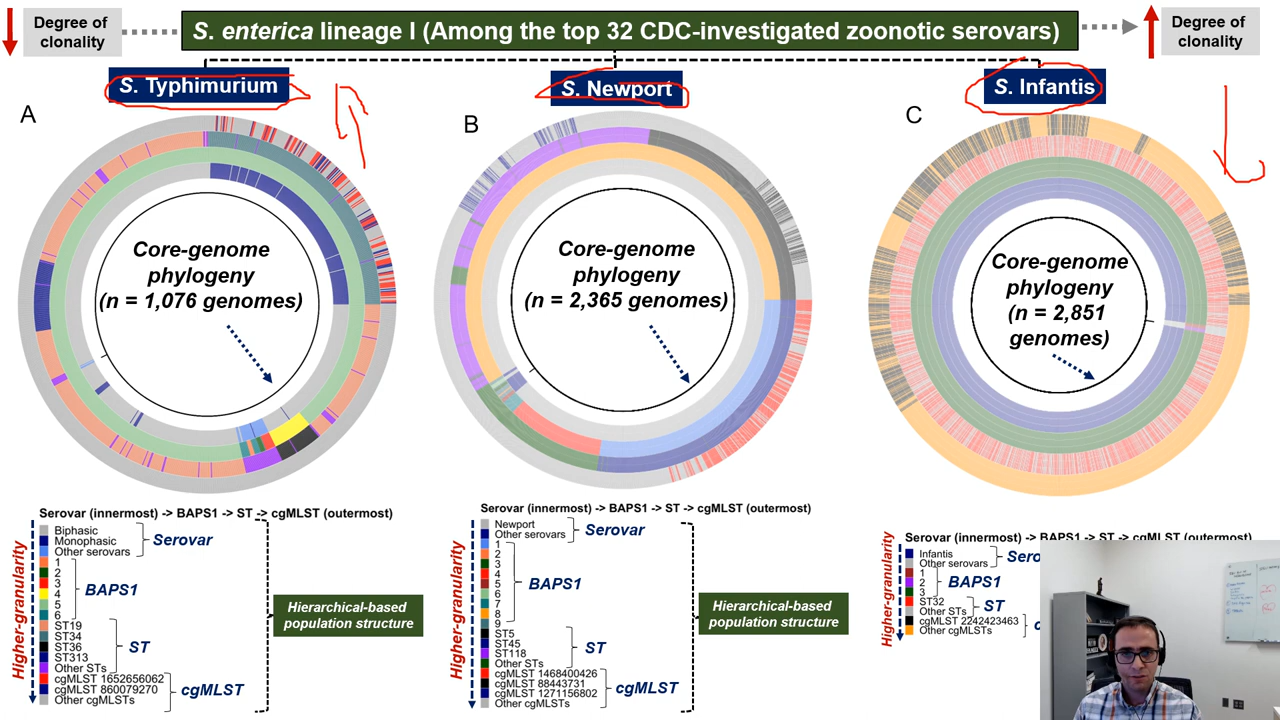 Degree of
clonality
S. enterica lineage I (Among the top 32 CDC-investigated zoonotic serovars)
Degree of
clonality
S. Typhimurium
S. Newport
S. Infantis
A
B
C
Core-genome
phylogeny
(n = 1,076 genomes)
Core-genome
phylogeny
(n = 2,365 genomes)
Core-genome
phylogeny
(n = 2,851
genomes)
Serovar (innermost) -> BAPS1 -> ST -> cgMLST (outermost)
Higher-granularity
Biphasic
Monophasic
Other serovars
Serovar
1
2
3
4
5
6
BAPS1
ST19
ST34
ST36
ST313
Other STs
ST
cgMLST 1652656062
cgMLST 860079270
Other cgMLSTs
cgMLST
Hierarchical-based
population structure
Serovar (innermost) -> BAPS1 -> ST -> cgMLST (outermost)
Higher-granularity
Newport
Other serovars
Serovar
1
2
3
4
5
6
7
8
9
BAPS1
ST5
ST45
ST118
Other STs
ST
cgMLST 1468400426
cgMLST 88443731
cgMLST 1271156802
Other cgMLSTs
cgMLST
Hierarchical-based
population structure
Serovar (innermost) -> BAPS1 -> ST -> cgMLST (outermost)
Higher-granularity
Infantis
Other serovars
Sero
1
2
3
BAPS1
ST32
Other STs
ST
cgMLST 2242423463
Other cgMLSTs
c